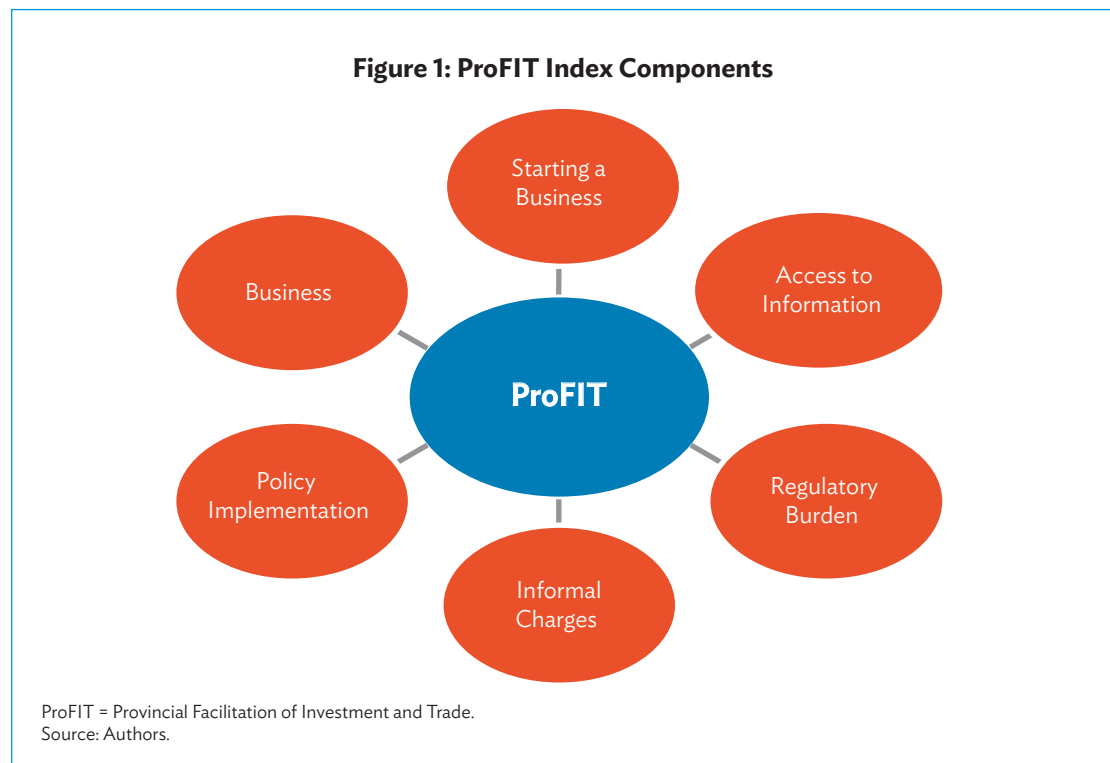 Figure 1: ProFIT Index Components
Starting a
Business
Business
Access to
Information
ProFIT
Policy
Implementation
Regulatory
Burden
Informal
Charges
ProFIT = Provincial Facilitation of Investment and Trade.
Source: Authors.